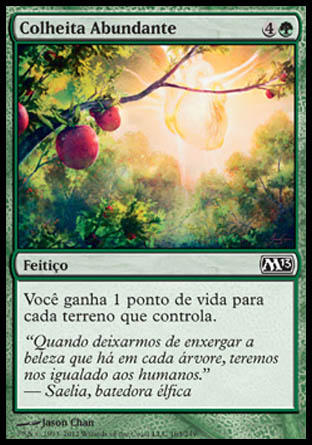 Colheita Abundante 4
Feitiço M13
Você ganha 1 ponto de vida para
cada terreno que controla.
“Quando deixarmos de enxergar a
beleza que há em cada árvore, teremos
nos igualado aos humanos.”
— Saelia, batedora élfica
Jason Chan